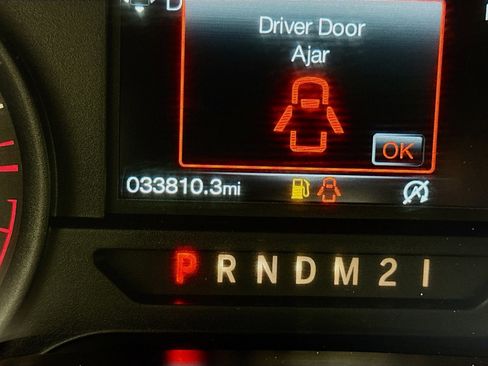 D
Driver Door
Ajar
OK
033810.3mi
P R N D M 2 1